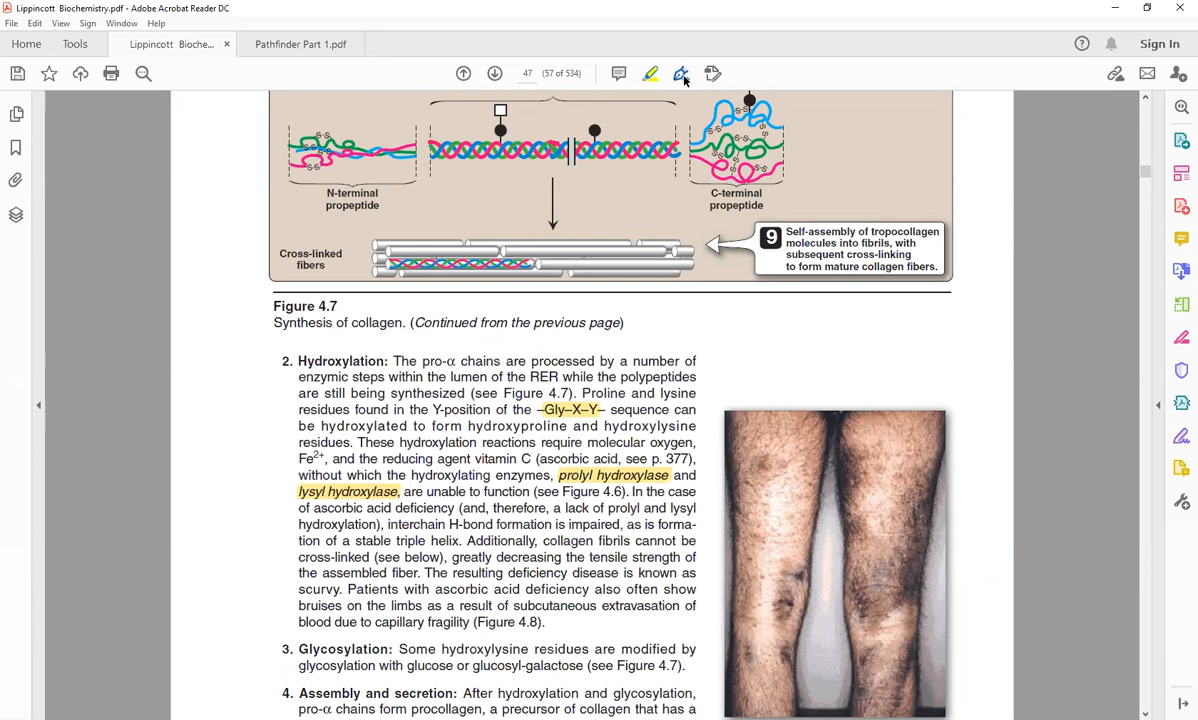 Lippincott Biochemistry.pdf - Adobe Acrobat Reader DC
File Edit View Sign Window Help
Home Tools Lippincott Bioche... × Pathfinder Part 1.pdf Sign In
47 (57 of 534)
S-S
S-S
S-S
S-S
S-S
S-S
S-S
S-S
N-terminal
propeptide
C-terminal
propeptide
Cross-linked
fibers
9 Self-assembly of tropocollagen
molecules into fibrils, with
subsequent cross-linking
to form mature collagen fibers.
Figure 4.7
Synthesis of collagen. (Continued from the previous page)
2. Hydroxylation: The pro-α chains are processed by a number of
enzymic steps within the lumen of the RER while the polypeptides
are still being synthesized (see Figure 4.7). Proline and lysine
residues found in the Y-position of the –Gly–X–Y– sequence can
be hydroxylated to form hydroxyproline and hydroxylysine
residues. These hydroxylation reactions require molecular oxygen,
Fe2+, and the reducing agent vitamin C (ascorbic acid, see p. 377),
without which the hydroxylating enzymes, prolyl hydroxylase and
lysyl hydroxylase, are unable to function (see Figure 4.6). In the case
of ascorbic acid deficiency (and, therefore, a lack of prolyl and lysyl
hydroxylation), interchain H-bond formation is impaired, as is forma-
tion of a stable triple helix. Additionally, collagen fibrils cannot be
cross-linked (see below), greatly decreasing the tensile strength of
the assembled fiber. The resulting deficiency disease is known as
scurvy. Patients with ascorbic acid deficiency also often show
bruises on the limbs as a result of subcutaneous extravasation of
blood due to capillary fragility (Figure 4.8).
3. Glycosylation: Some hydroxylysine residues are modified by
glycosylation with glucose or glucosyl-galactose (see Figure 4.7).
4. Assembly and secretion: After hydroxylation and glycosylation,
pro-α chains form procollagen, a precursor of collagen that has a